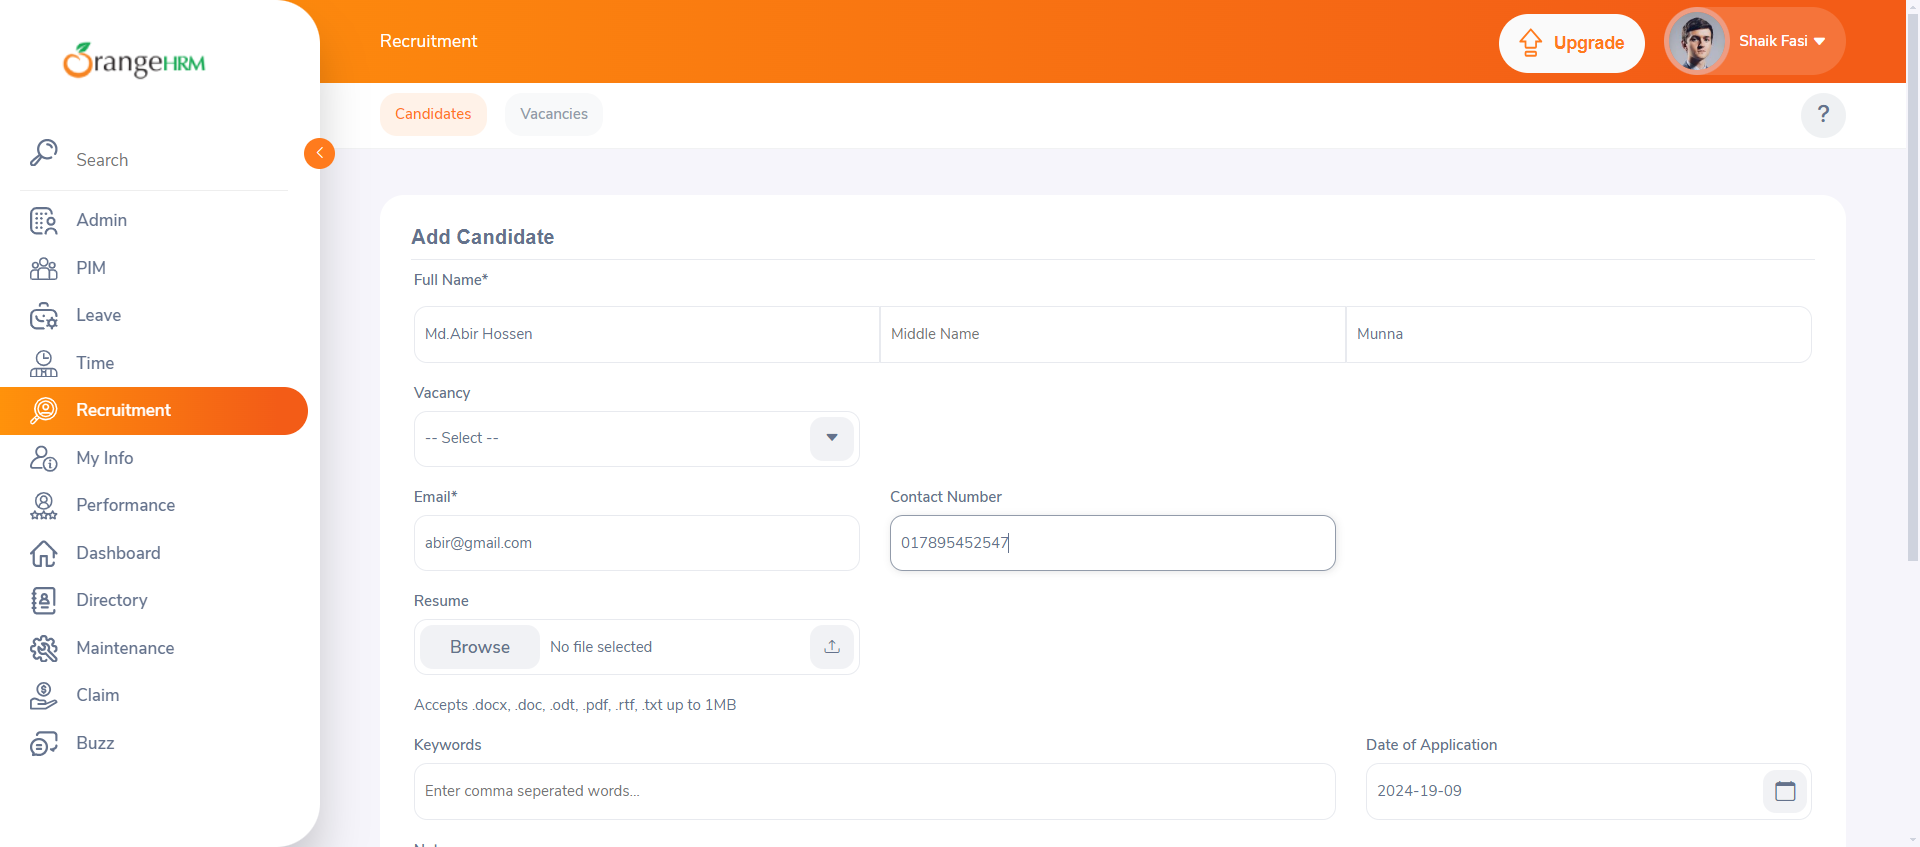 OrangeHRM
Recruitment
Upgrade
Shaik Fasi
Candidates
Vacancies
?
Search
Admin
PIM
Leave
Time
Recruitment
My Info
Performance
Dashboard
Directory
Maintenance
Claim
Buzz
Add Candidate
Full Name*
Md.Abir Hossen
Middle Name
Munna
Vacancy
-- Select --
Email*
Contact Number
abir@gmail.com
017895452547
Resume
Browse
No file selected
Accepts .docx, .doc, .odt, .pdf, .rtf, .txt up to 1MB
Keywords
Date of Application
Enter comma seperated words...
2024-19-09